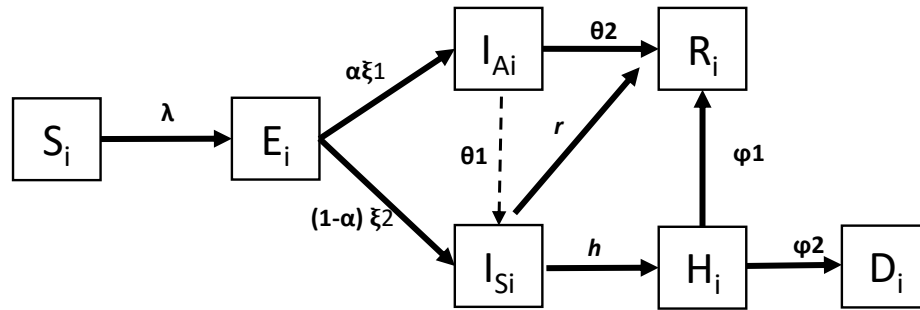 I_Ai
θ2
R_i
αξ1
λ
r
S_i
E_i
θ1
φ1
(1-α) ξ2
I_Si
h
H_i
φ2
D_i